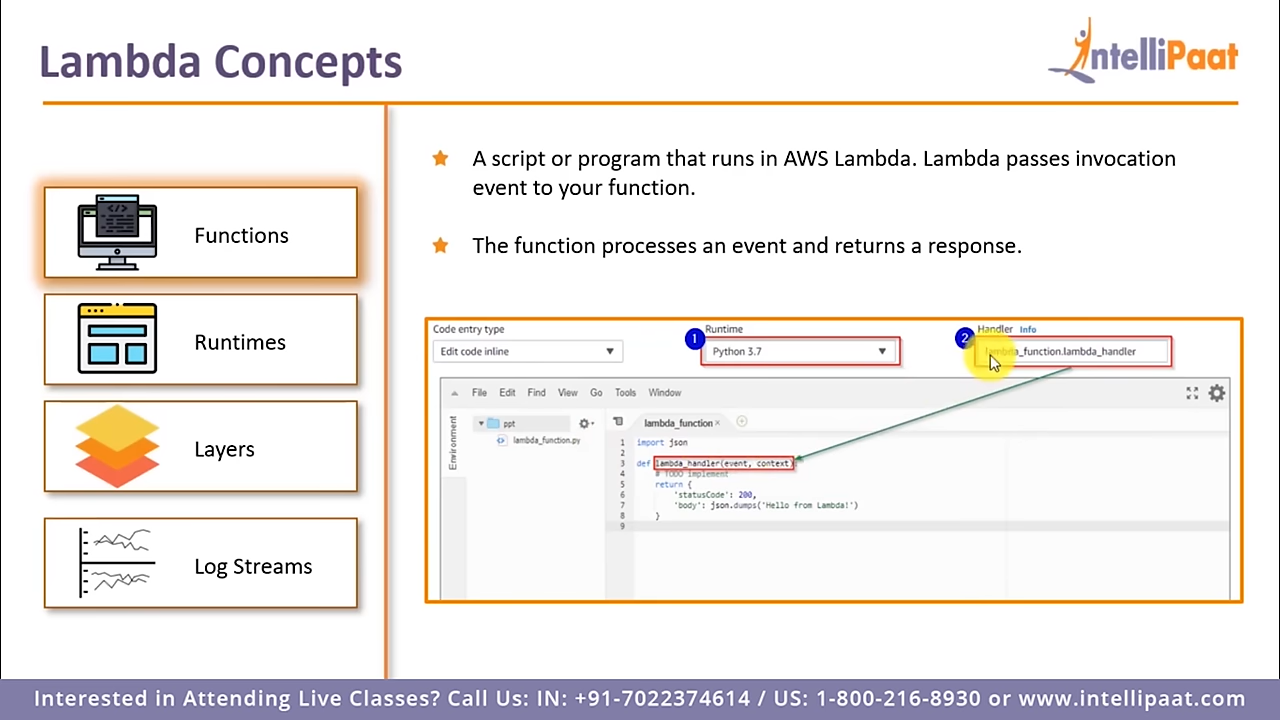 Lambda Concepts
IntelliPaat
Functions
Runtimes
Layers
Log Streams
A script or program that runs in AWS Lambda. Lambda passes invocation
event to your function.
The function processes an event and returns a response.
Code entry type
Edit code inline
1
Runtime
Python 3.7
2
Handler Info
lambda_function.lambda_handler
File Edit Find View Go Tools Window
Environment
ppt
lambda_function.py
lambda_function ×
1 import json
2
3 def lambda_handler(event, context)
4 # TODO implement
5 return {
6 'statusCode': 200,
7 'body': json.dumps('Hello from Lambda!')
8 }
9
Interested in Attending Live Classes? Call Us: IN: +91-7022374614 / US: 1-800-216-8930 or www.intellipaat.com